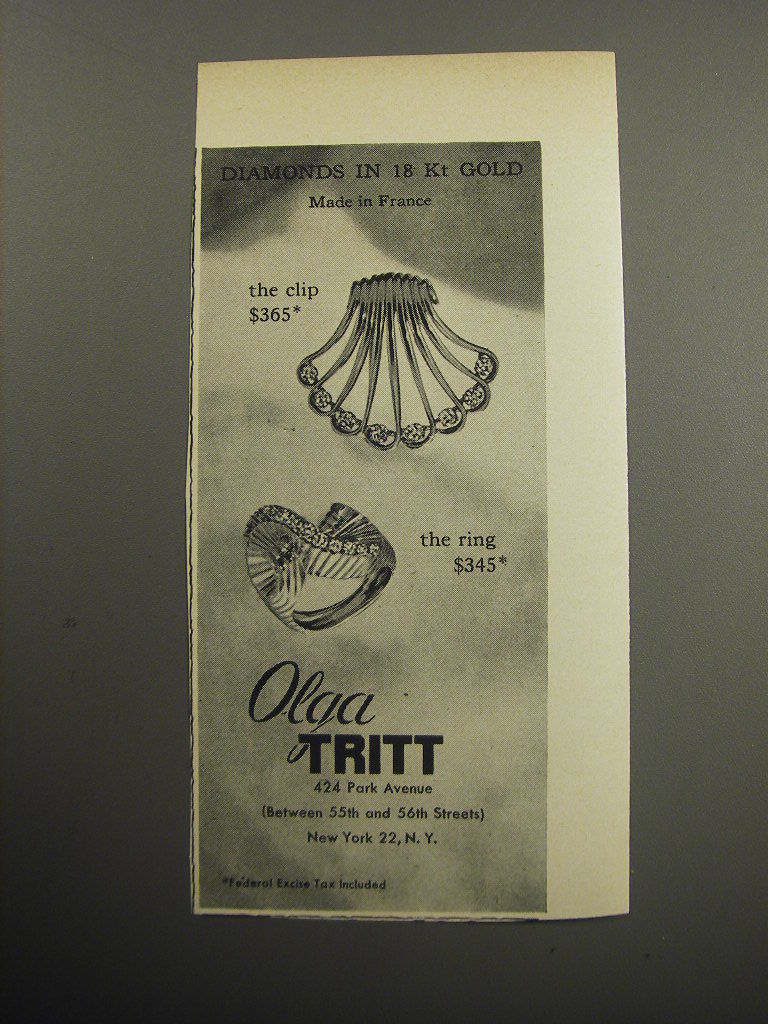 DIAMONDS IN 18 Kt GOLD
Made in France
the clip
$365*
the ring
$345*
Olga
TRITT
424 Park Avenue
(Between 55th and 56th Streets)
New York 22, N. Y.
*Federal Excise Tax Included